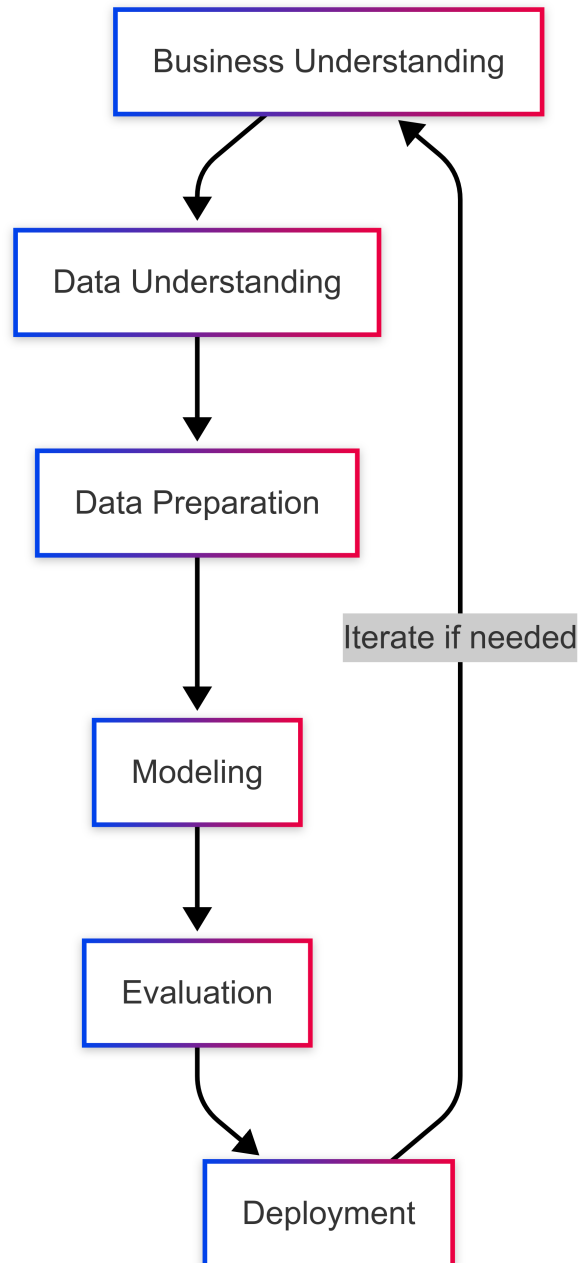 Business Understanding
Data Understanding
Data Preparation
Iterate if needed
Modeling
Evaluation
Deployment